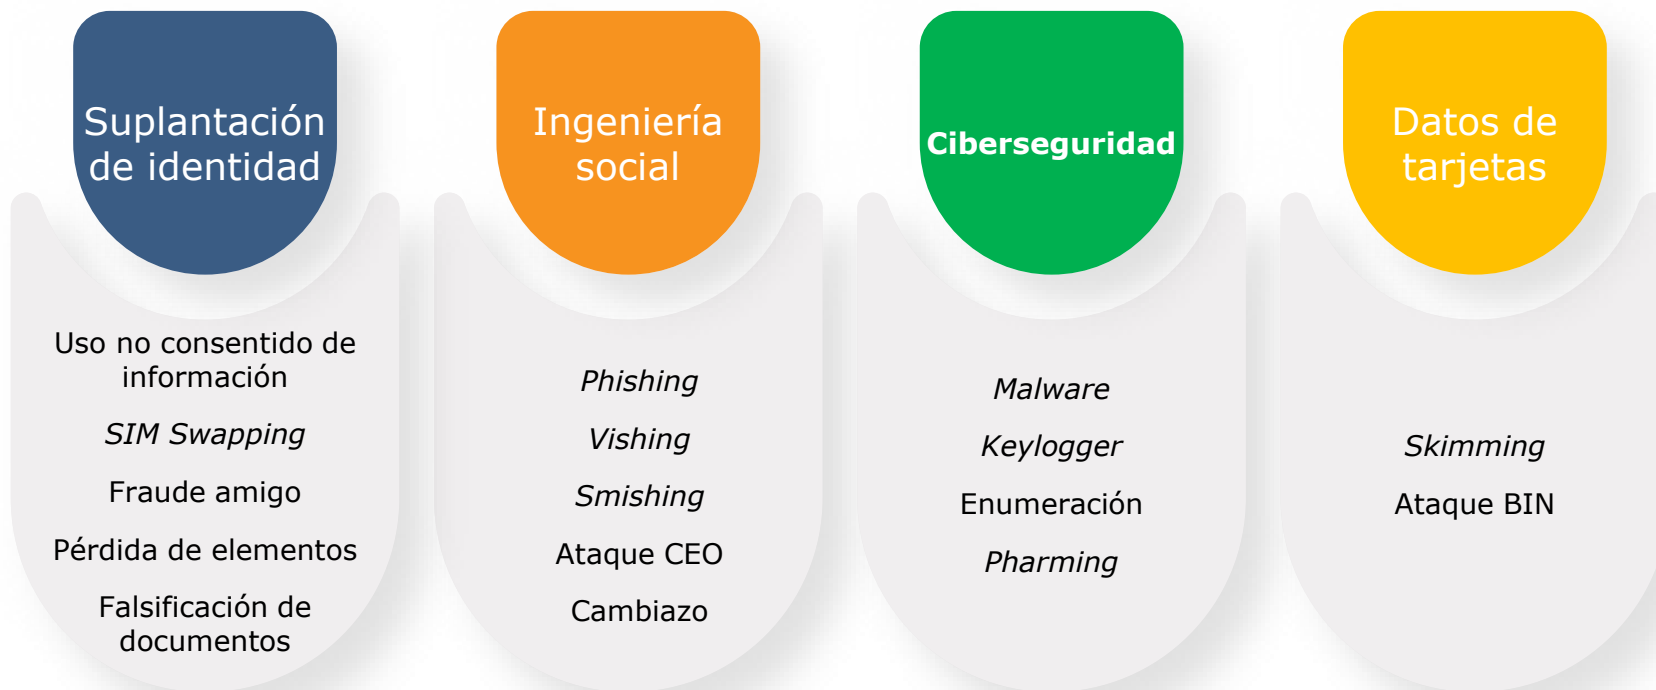 Suplantación
de identidad
Uso no consentido de
información
SIM Swapping
Fraude amigo
Pérdida de elementos
Falsificación de
documentos
Ingeniería
social
Phishing
Vishing
Smishing
Ataque CEO
Cambiazo
Ciberseguridad
Malware
Keylogger
Enumeración
Pharming
Datos de
tarjetas
Skimming
Ataque BIN